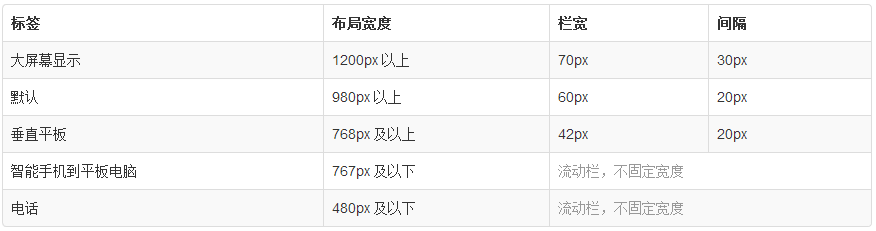 标签 布局宽度 栏宽 间隔
大屏幕显示 1200px 以上 70px 30px
默认 980px 以上 60px 20px
垂直平板 768px 及以上 42px 20px
智能手机到平板电脑 767px 及以下 流动栏，不固定宽度
电话 480px 及以下 流动栏，不固定宽度